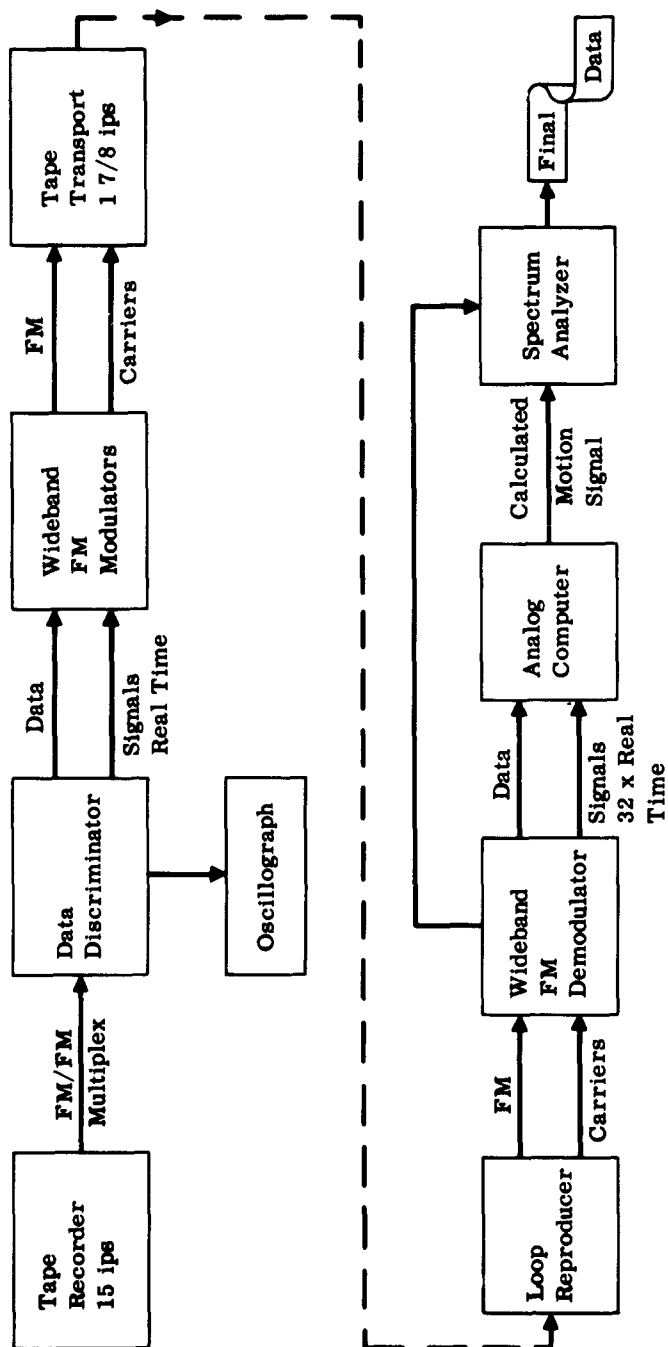 Tape
Recorder
15 ips
FM/FM
Multiplex
Data
Discriminator
Oscillograph
Data
Signals
Real Time
Wideband
FM
Modulators
FM
Carriers
Tape
Transport
1 7/8 ips
Loop
Reproducer
FM
Carriers
Wideband
FM
Demodulator
Data
Signals
32 x Real
Time
Analog
Computer
Calculated
Motion
Signal
Spectrum
Analyzer
Final
Data